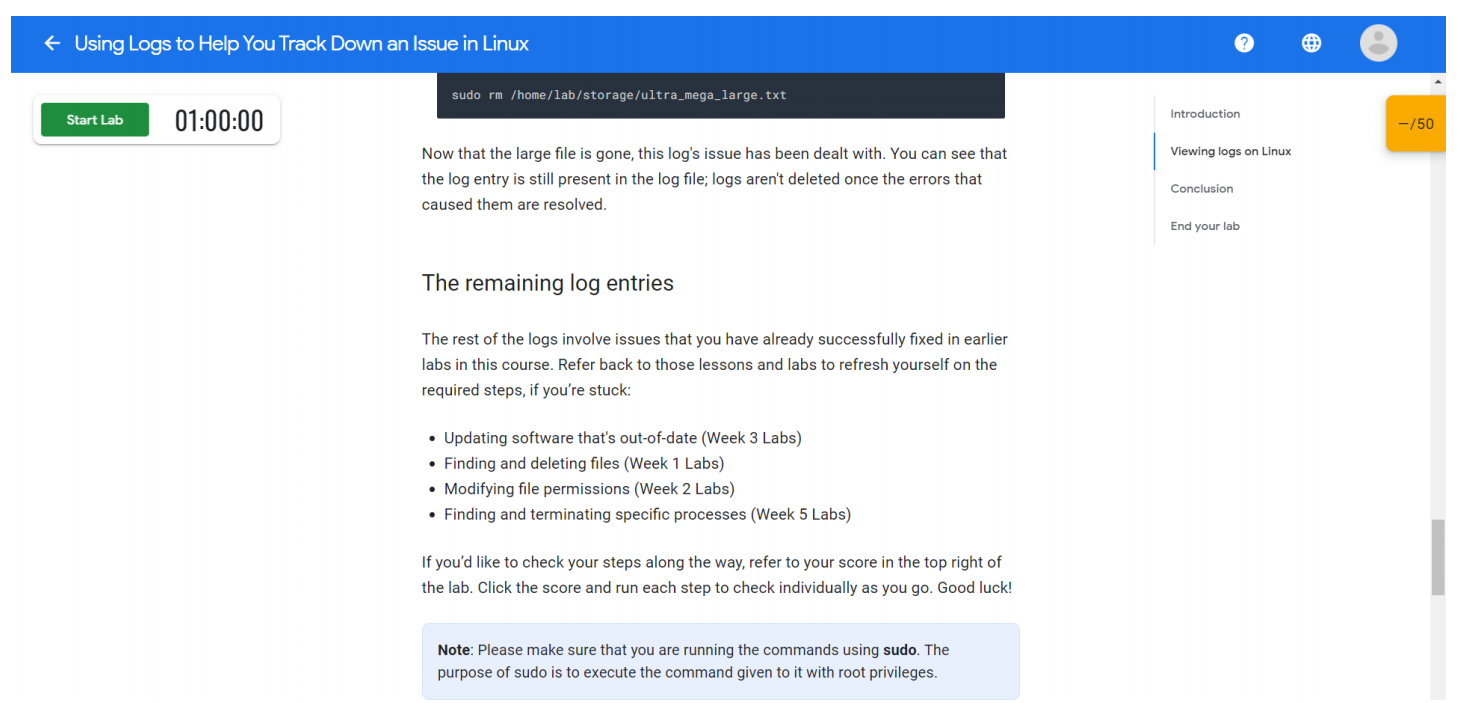 Using Logs to Help You Track Down an Issue in Linux
Start Lab
01:00:00
sudo rm /home/lab/storage/ultra_mega_large.txt
Now that the large file is gone, this log's issue has been dealt with. You can see that
the log entry is still present in the log file; logs aren't deleted once the errors that
caused them are resolved.
The remaining log entries
The rest of the logs involve issues that you have already successfully fixed in earlier
labs in this course. Refer back to those lessons and labs to refresh yourself on the
required steps, if you’re stuck:
• Updating software that's out-of-date (Week 3 Labs)
• Finding and deleting files (Week 1 Labs)
• Modifying file permissions (Week 2 Labs)
• Finding and terminating specific processes (Week 5 Labs)
If you’d like to check your steps along the way, refer to your score in the top right of
the lab. Click the score and run each step to check individually as you go. Good luck!
Note: Please make sure that you are running the commands using sudo. The
purpose of sudo is to execute the command given to it with root privileges.
Introduction
Viewing logs on Linux
Conclusion
End your lab
—/50